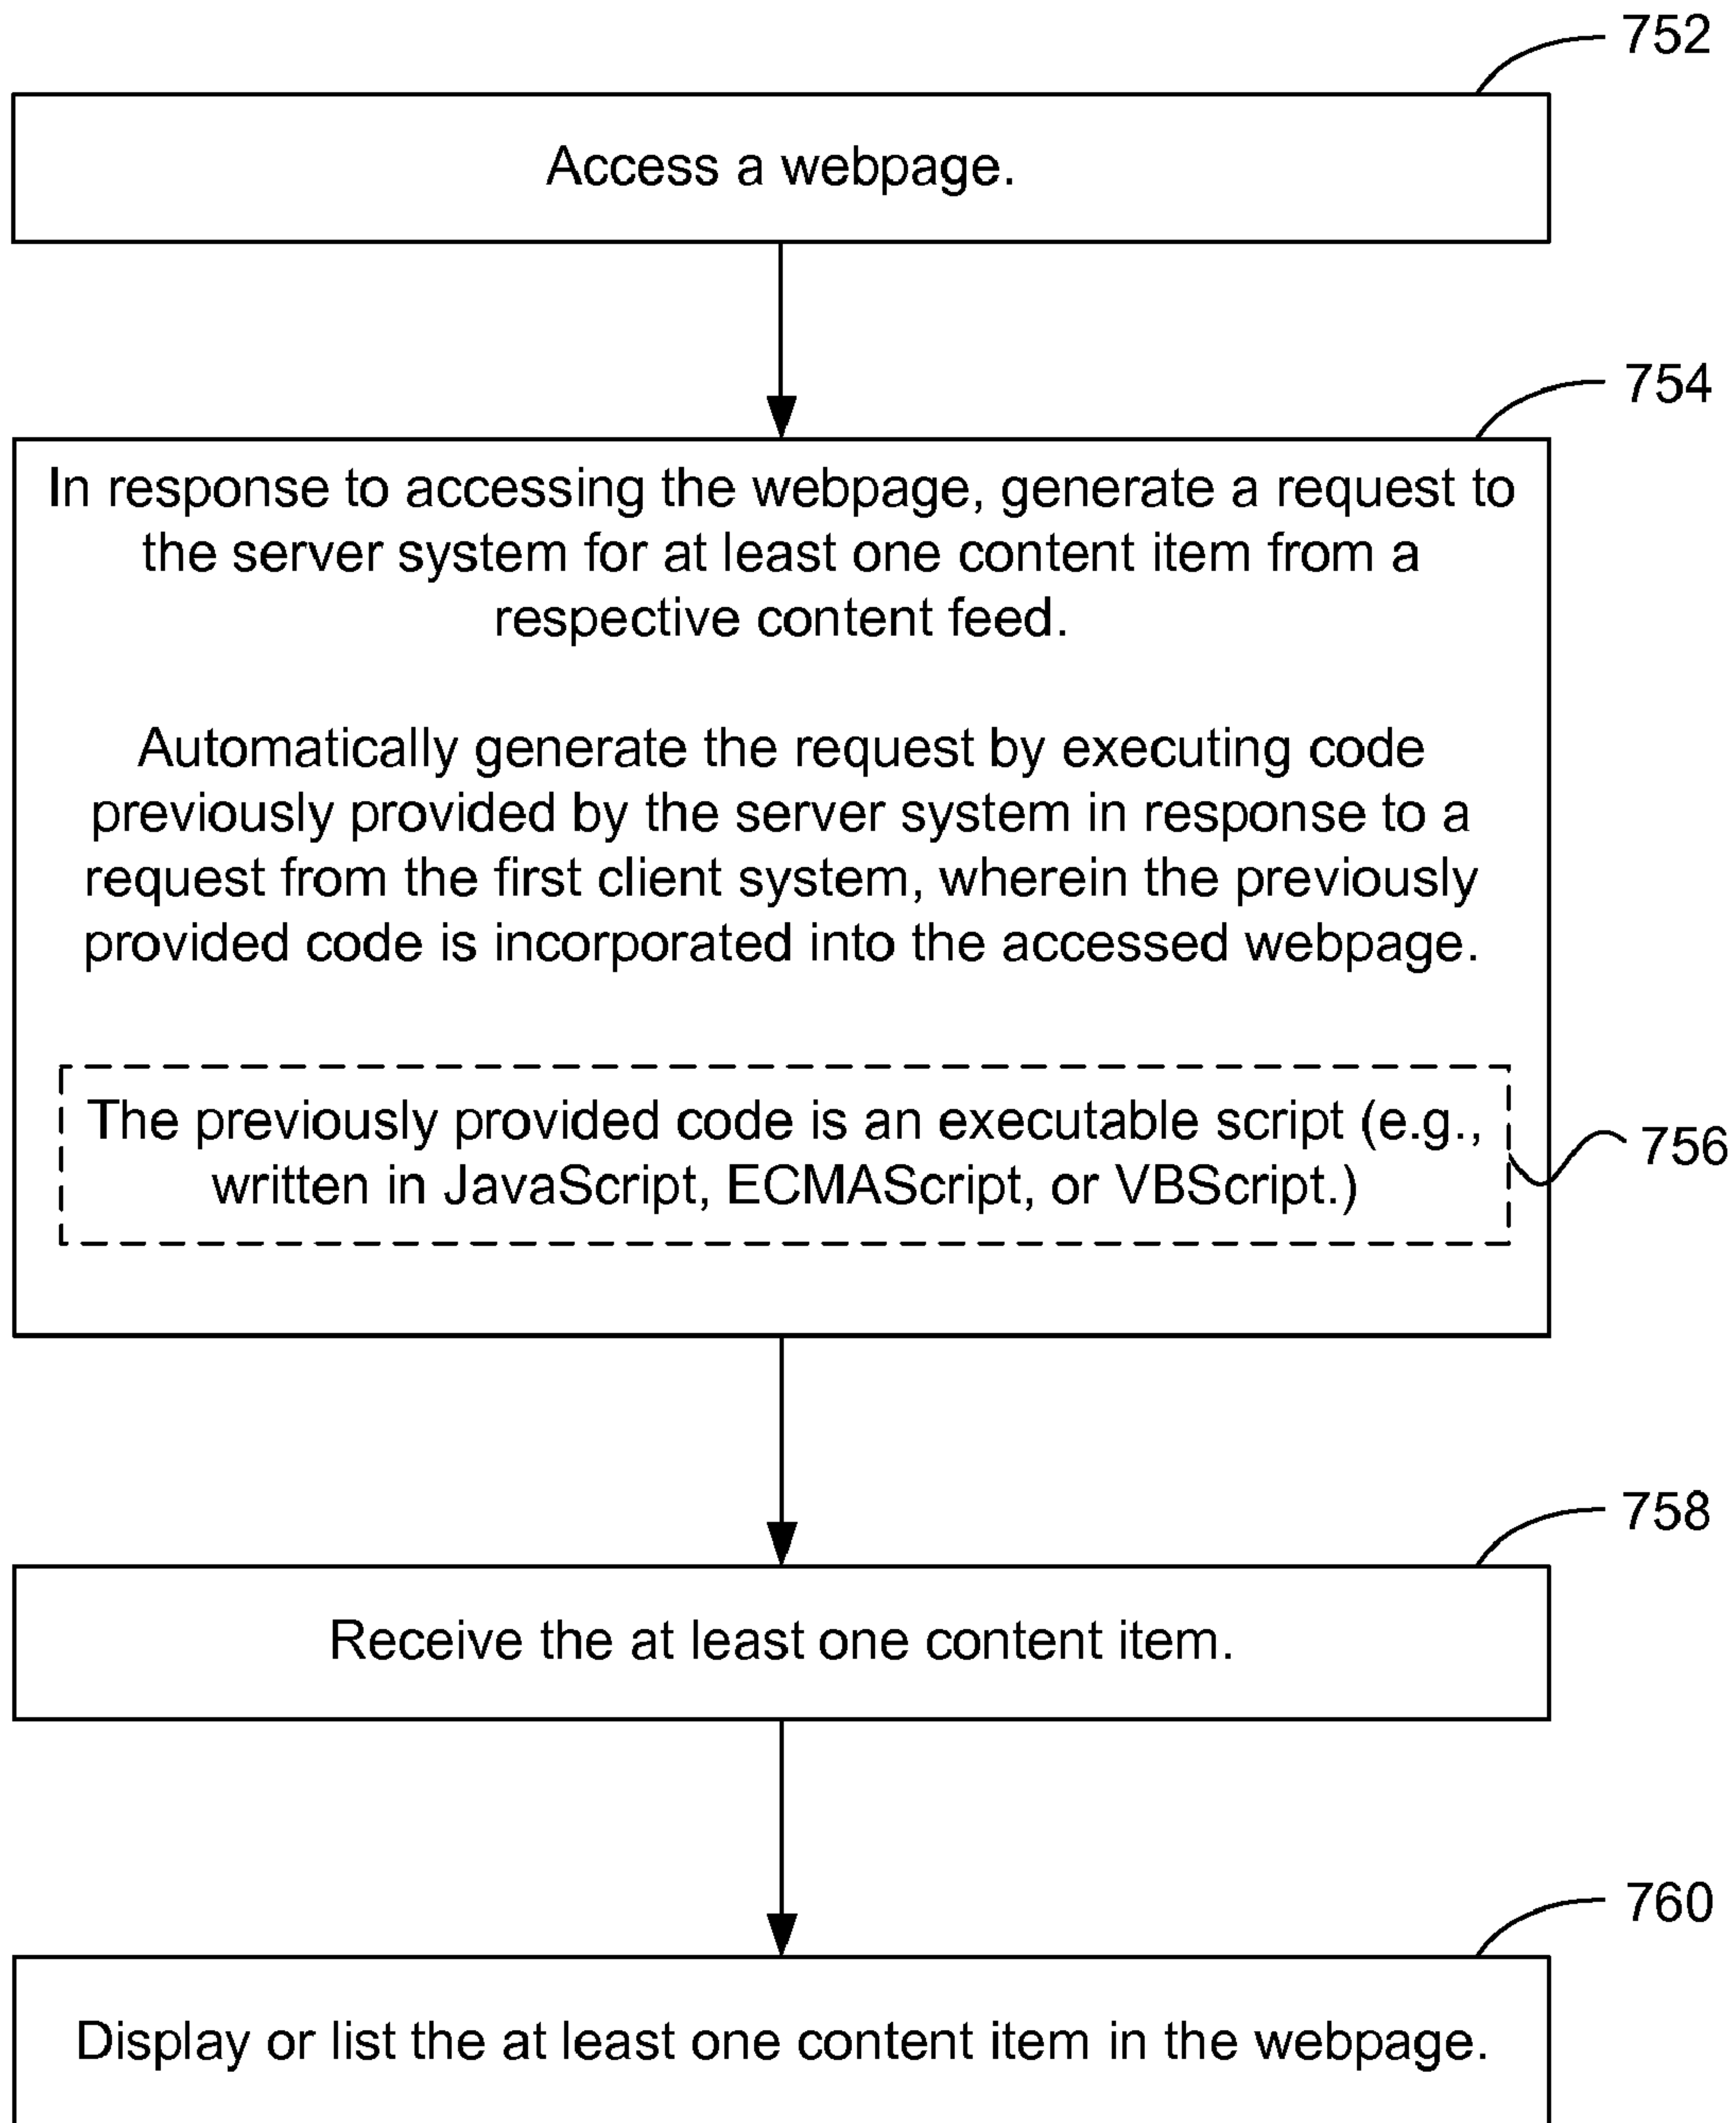 752
Access a webpage.
754
In response to accessing the webpage, generate a request to
the server system for at least one content item from a
respective content feed.
Automatically generate the request by executing code
previously provided by the server system in response to a
request from the first client system, wherein the previously
provided code is incorporated into the accessed webpage.
The previously provided code is an executable script (e.g.,
written in JavaScript, ECMAScript, or VBScript.)
756
758
Receive the at least one content item.
760
Display or list the at least one content item in the webpage.